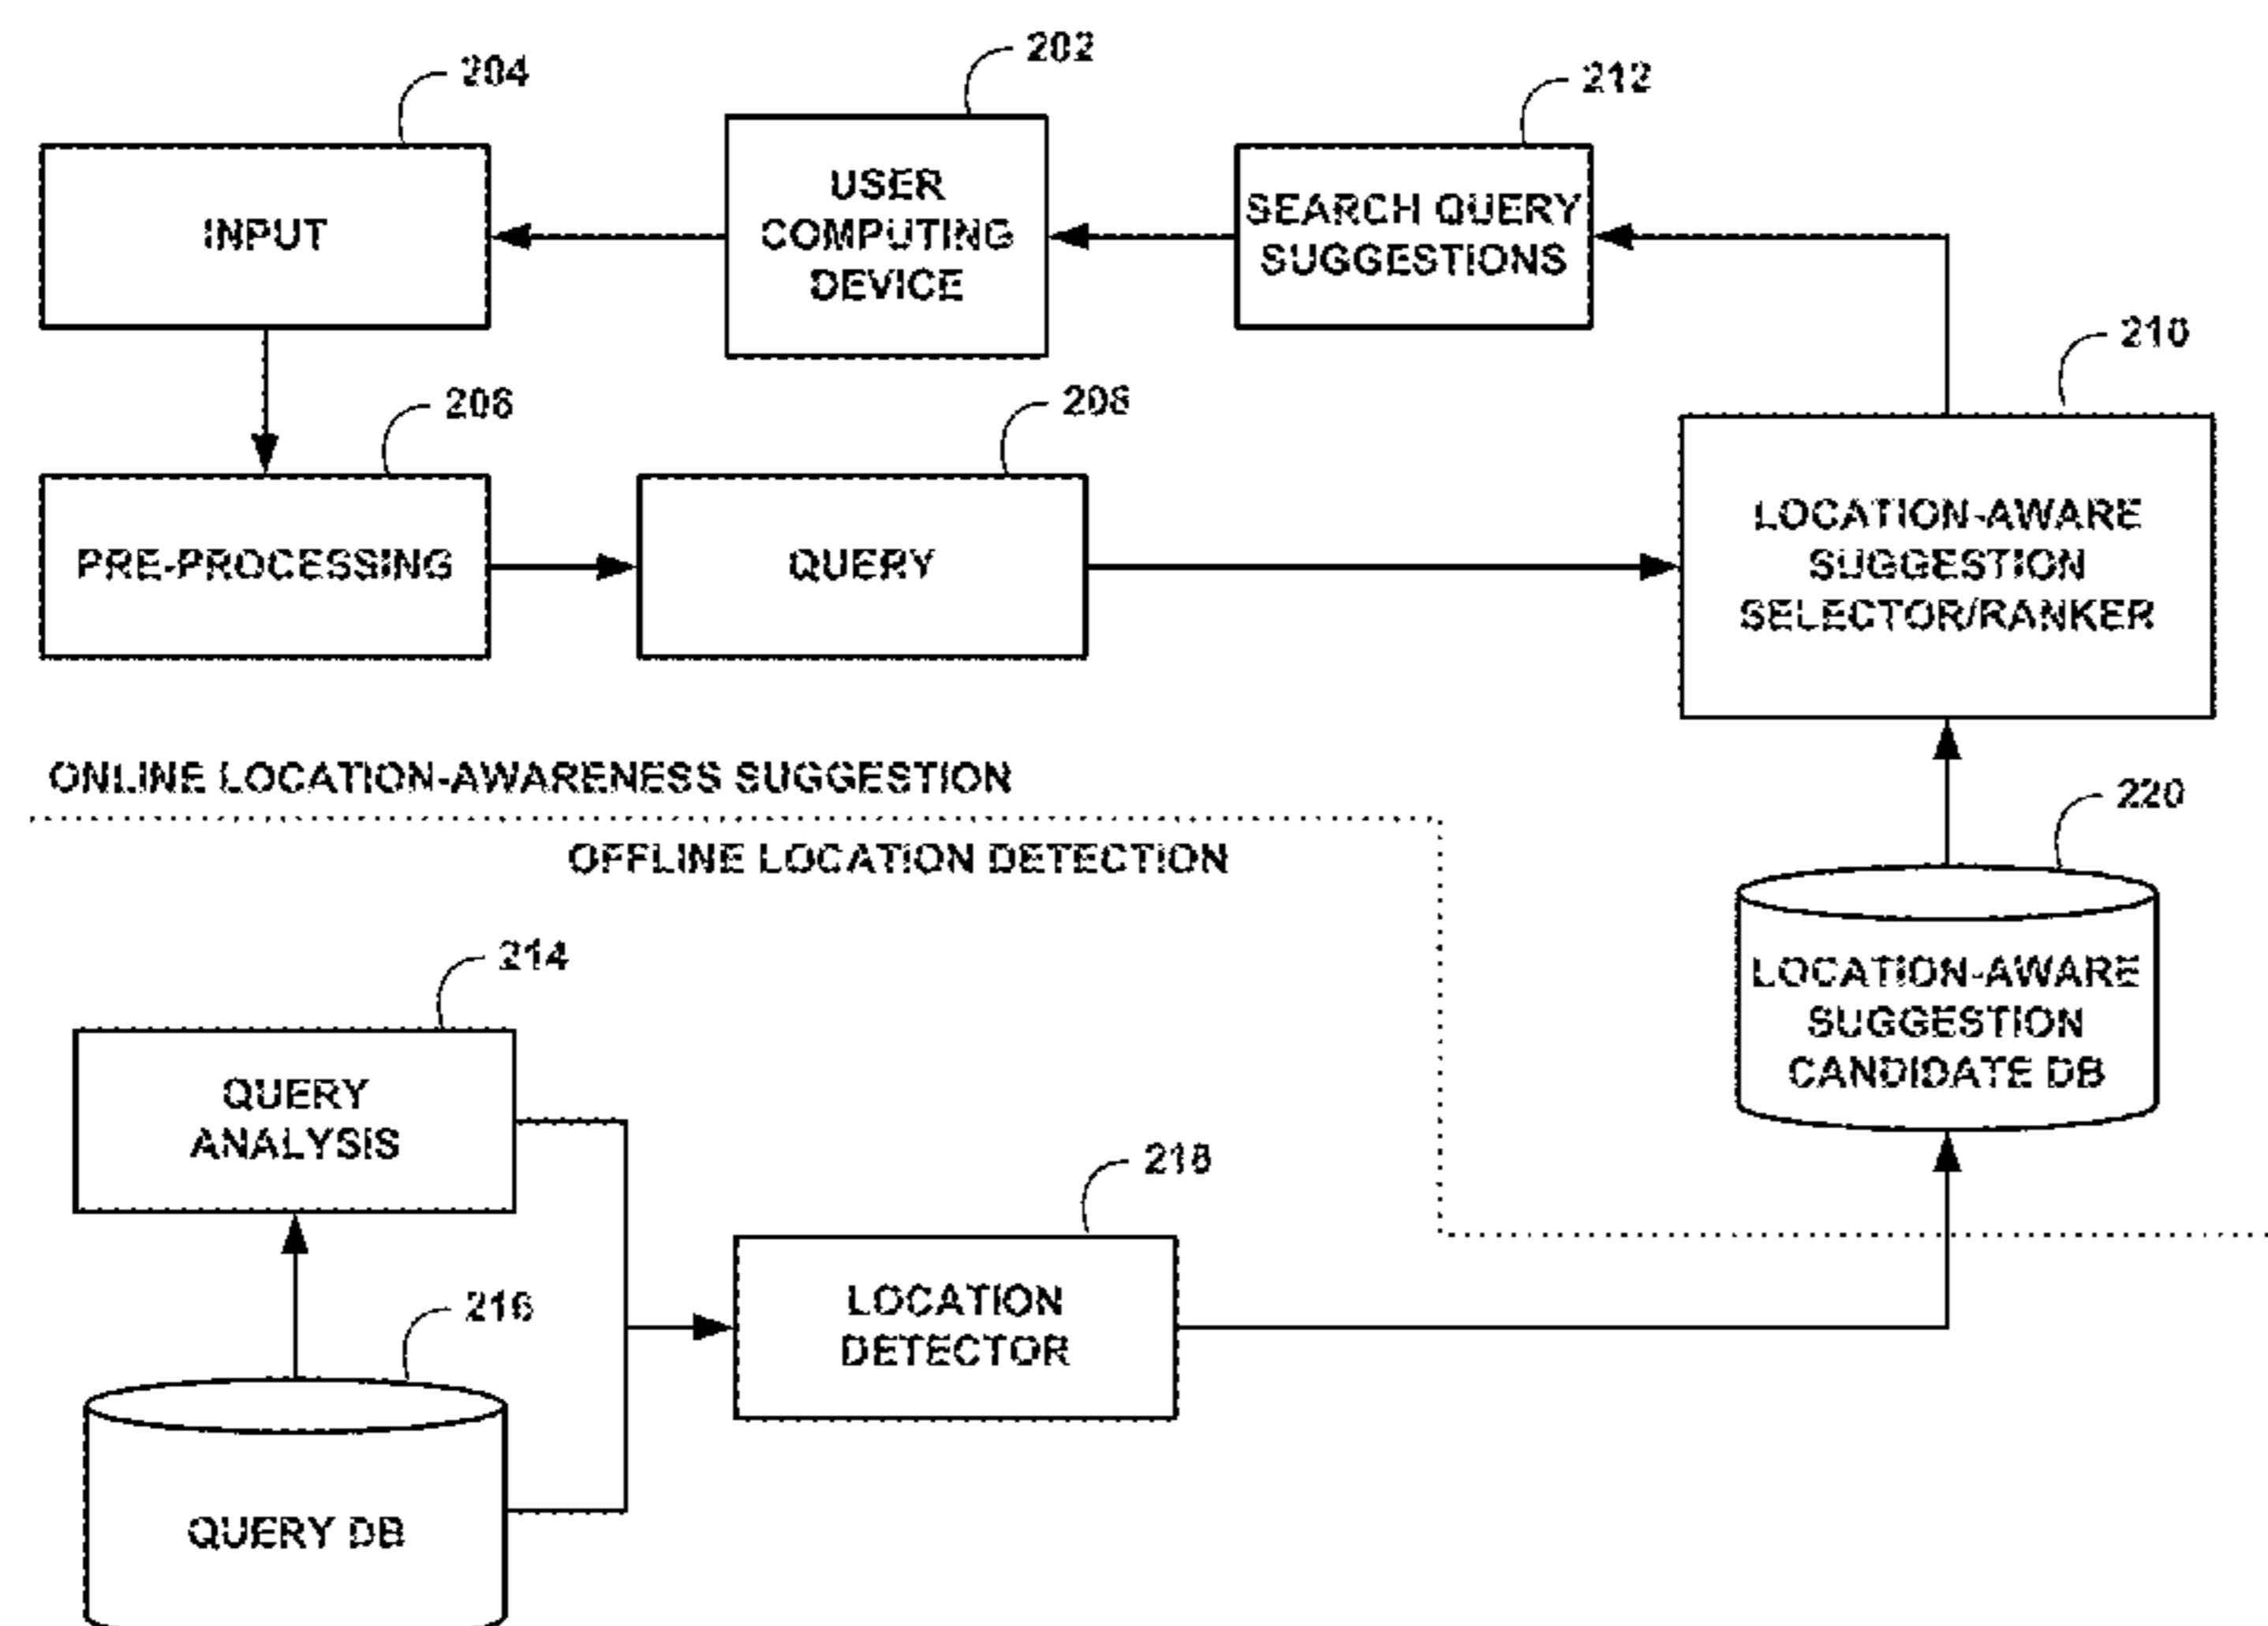 204
202
212
INPUT
USER
COMPUTING
DEVICE
SEARCH QUERY
SUGGESTIONS
210
206
208
PRE-PROCESSING
QUERY
LOCATION-AWARE
SUGGESTION
SELECTOR/RANKER
ONLINE LOCATION-AWARENESS SUGGESTION
220
OFFLINE LOCATION DETECTION
214
LOCATION-AWARE
SUGGESTION
CANDIDATE DB
QUERY
ANALYSIS
218
216
LOCATION
DETECTOR
QUERY DB